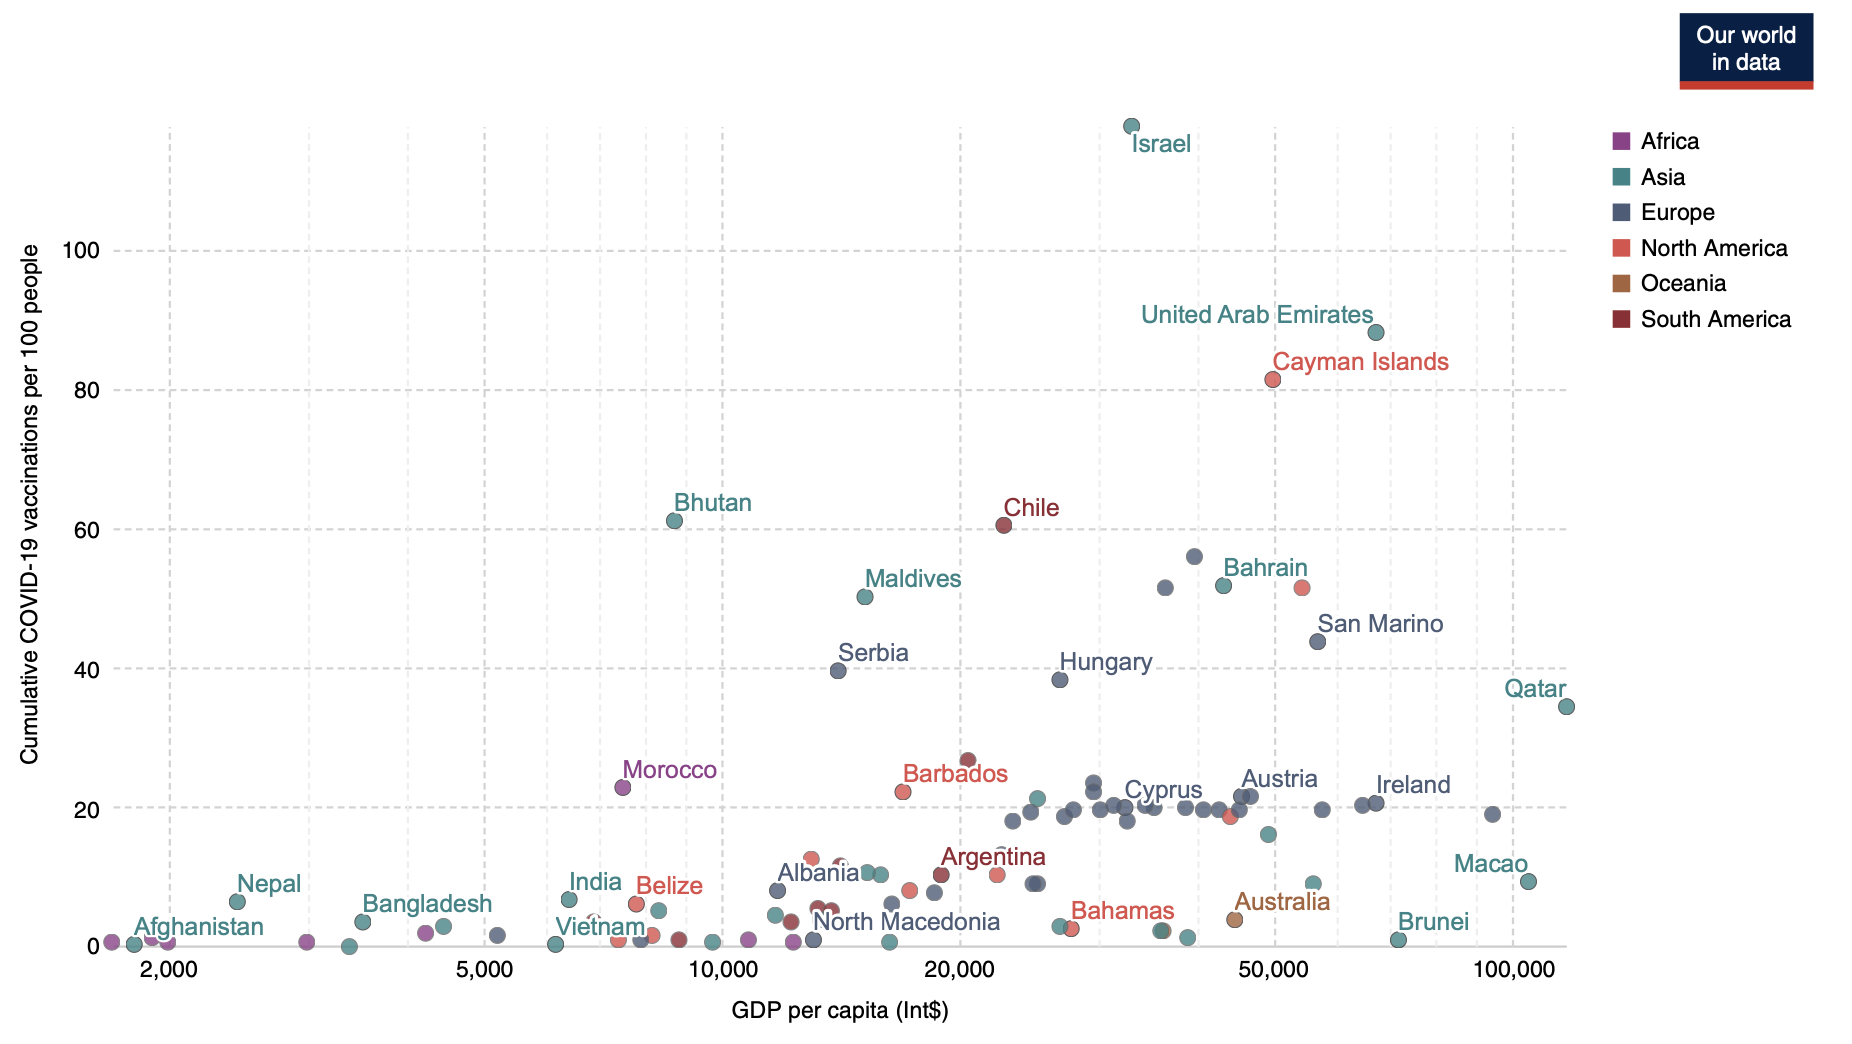 Our world
in data
Israel
Africa
Asia
Europe
North America
Oceania
South America
Cumulative COVID-19 vaccinations per 100 people
100
80
60
40
20
0
United Arab Emirates
Cayman Islands
Bhutan
Chile
Maldives
Bahrain
San Marino
Serbia
Hungary
Qatar
Morocco
Barbados
Cyprus
Austria
Ireland
Argentina
Macao
Albania
Nepal
India
Belize
Bangladesh
Australia
Bahamas
Afghanistan
Vietnam
North Macedonia
Brunei
2,000
5,000
10,000
20,000
50,000
100,000
GDP per capita (Int$)